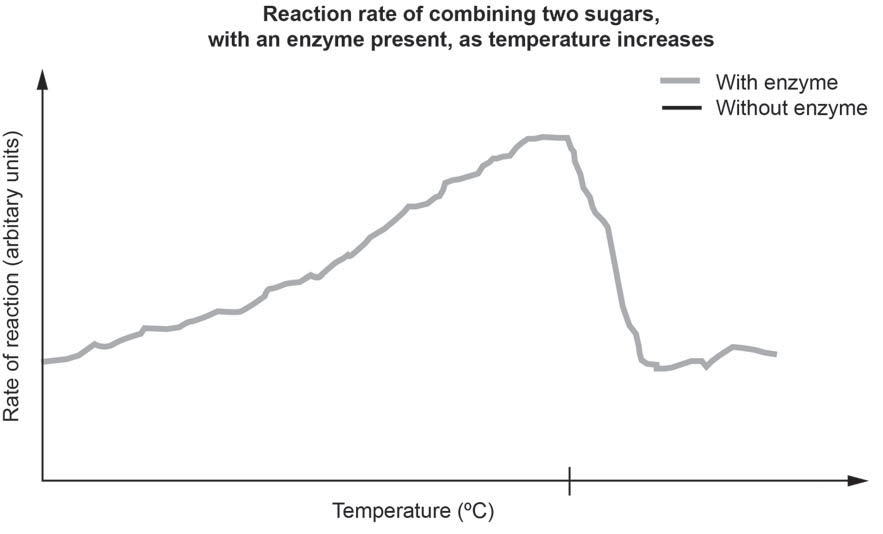 Reaction rate of combining two sugars,
with an enzyme present, as temperature increases
With enzyme
Without enzyme
Rate of reaction (arbitary units)
Temperature (ºC)